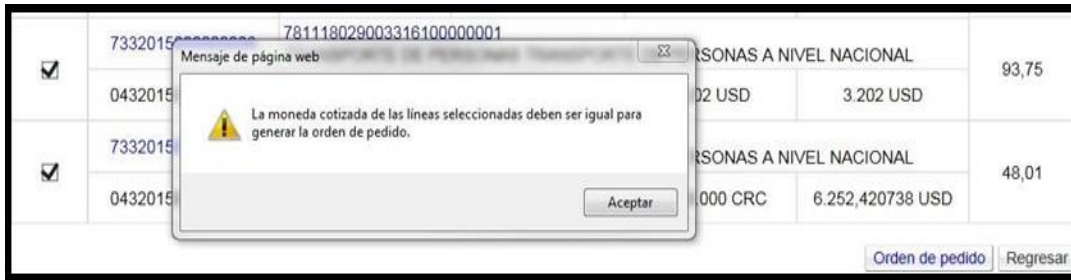 781118029003316100000001
7332015
Mensaje de página web
RSONAS A NIVEL NACIONAL
93,75
0432015
02 USD
3.202 USD
La moneda cotizada de las líneas seleccionadas deben ser igual para
generar la orden de pedido.
7332015
RSONAS A NIVEL NACIONAL
48,01
0432015
Aceptar
.000 CRC
6.252,420738 USD
Orden de pedido
Regresar